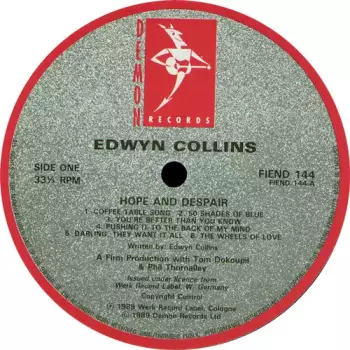 DEMON
RECORDS
EDWYN COLLINS
SIDE ONE
33⅓ RPM
FIEND 144
FIEND 144-A
HOPE AND DESPAIR
1. COFFEE TABLE SONG 2. 50 SHADES OF BLUE
3. YOU'RE BETTER THAN YOU KNOW
4. PUSHING IT TO THE BACK OF MY MIND
5. DARLING, THEY WANT IT ALL 6. THE WHEELS OF LOVE
Written by: Edwyn Collins
A Firm Production with Tom Dokoupil
& Phil Thornalley
Issued under licence from
Werk Record Label, W. Germany
Copyright Control
℗ 1989 Werk Record Label, Cologne
© 1989 Demon Records Ltd